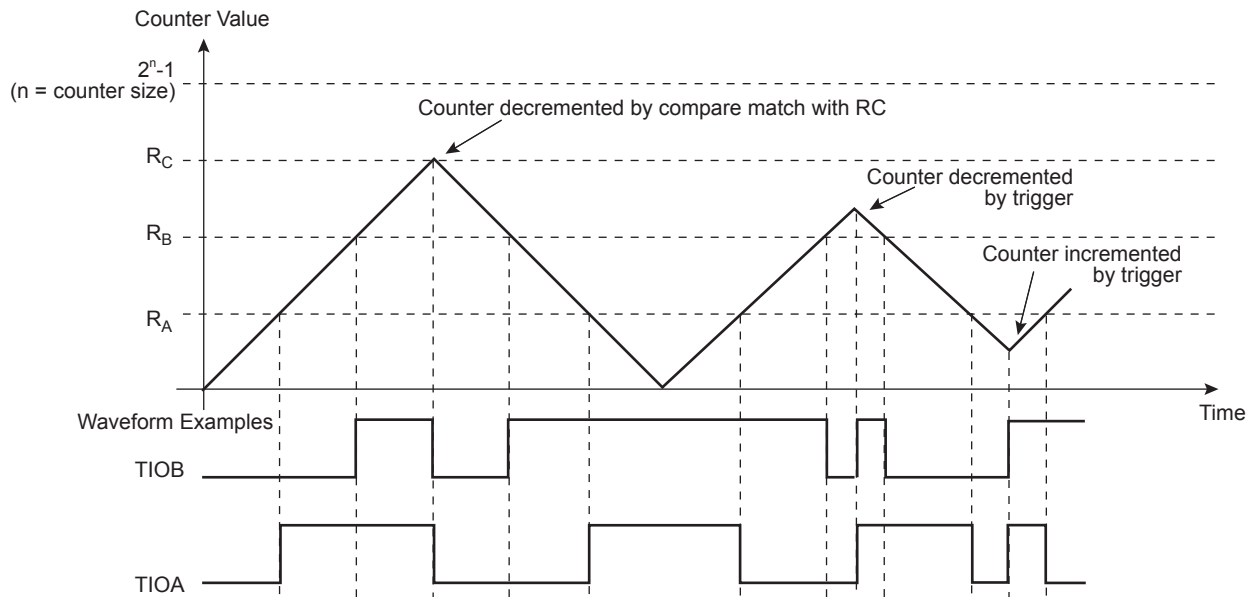 Counter Value
2ⁿ-1
(n = counter size)
Counter decremented by compare match with RC
R_C
Counter decremented
by trigger
R_B
Counter incremented
by trigger
R_A
Time
Waveform Examples
TIOB
TIOA